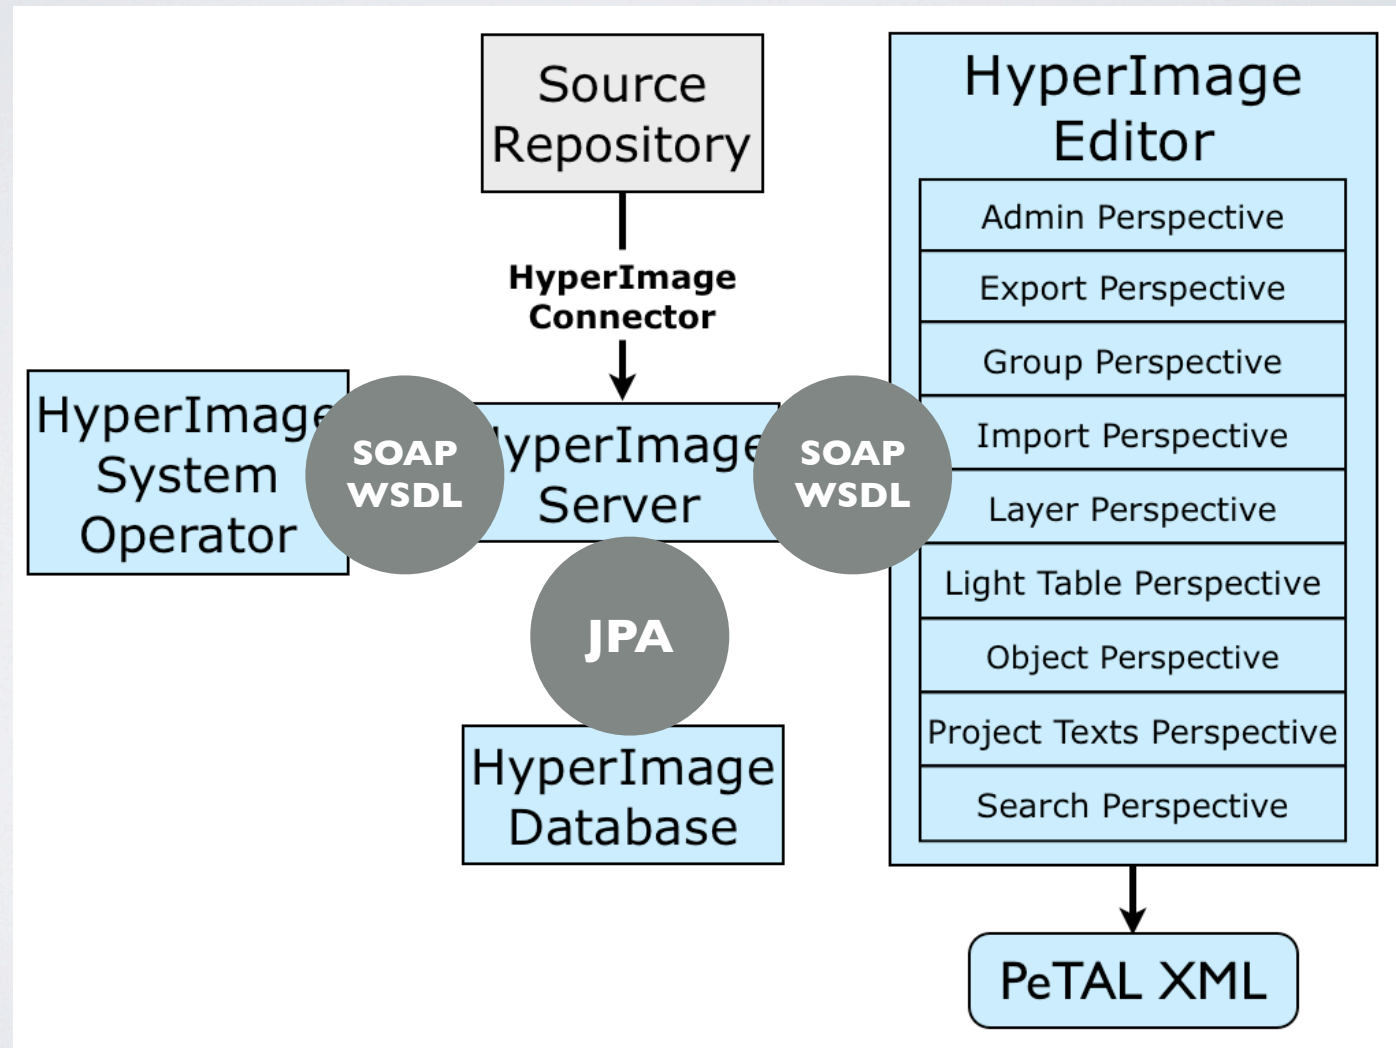 Source
Repository
HyperImage
Connector
HyperImage
System
Operator
SOAP
WSDL
HyperImage
Server
SOAP
WSDL
JPA
HyperImage
Database
HyperImage
Editor
Admin Perspective
Export Perspective
Group Perspective
Import Perspective
Layer Perspective
Light Table Perspective
Object Perspective
Project Texts Perspective
Search Perspective
PeTAL XML